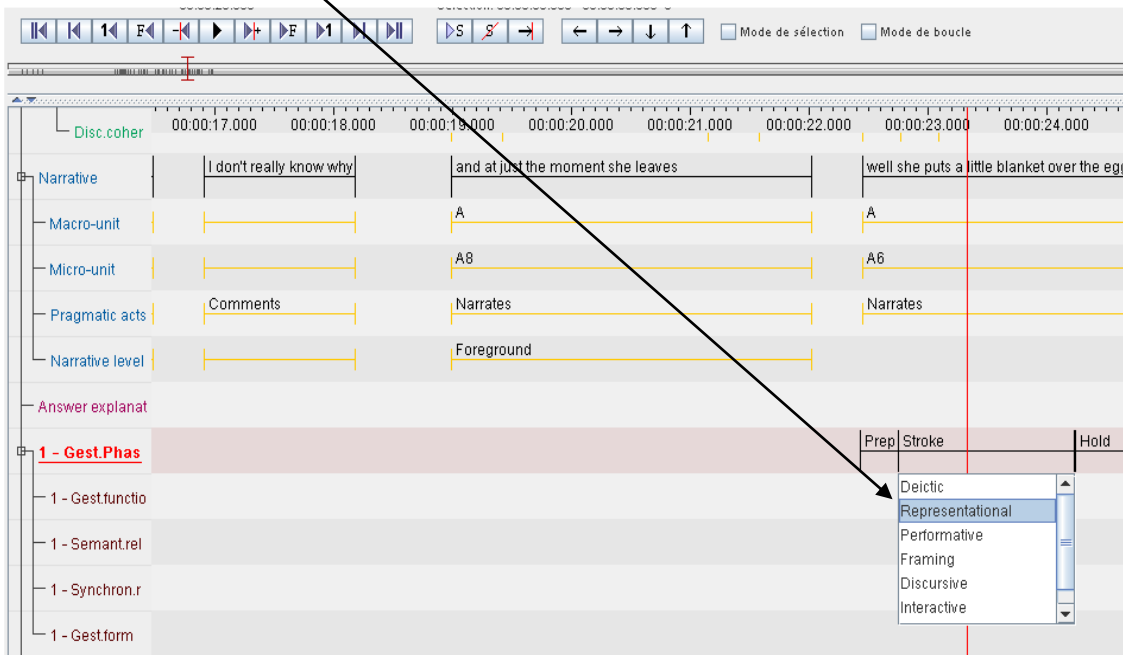 1 F + + F 1 S S Mode de sélection Mode de boucle
Disc.coher 00:00:17.000 00:00:18.000 00:00:19.000 00:00:20.000 00:00:21.000 00:00:22.000 00:00:23.000 00:00:24.000
Narrative I don't really know why and at just the moment she leaves well she puts a little blanket over the egg
Macro-unit A A
Micro-unit A8 A6
Pragmatic acts Comments Narrates Narrates
Narrative level Foreground
Answer explanat
1 - Gest.Phas Prep Stroke Hold
1 - Gest.functio Deictic
Representational
1 - Semant.rel Performative
Framing
1 - Synchron.r Discursive
Interactive
1 - Gest.form